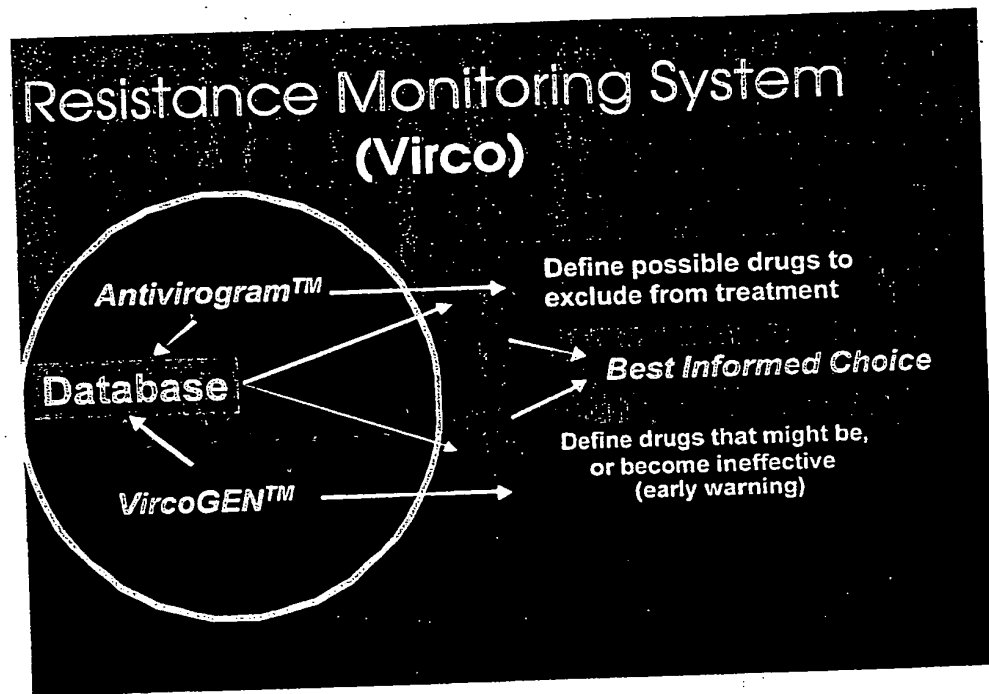 Resistance Monitoring System
(Virco)
Antivirogram™
Database
VircoGEN™
Define possible drugs to
exclude from treatment
Best Informed Choice
Define drugs that might be,
or become ineffective
(early warning)